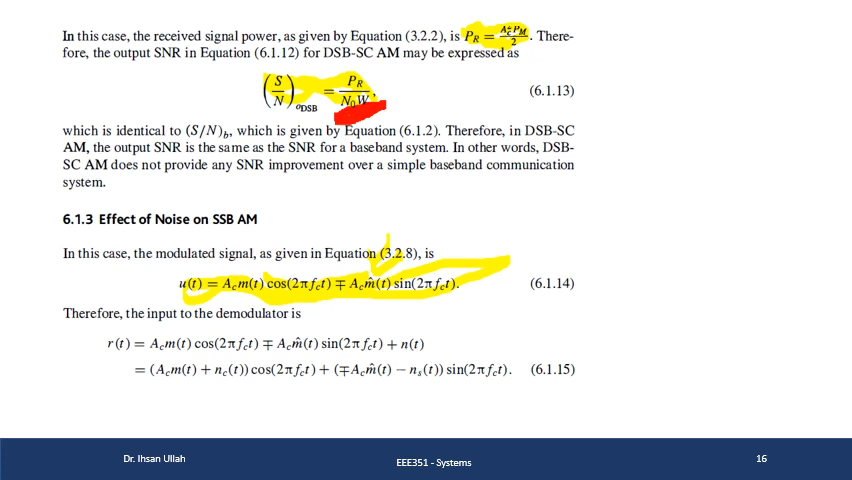 In this case, the received signal power, as given by Equation (3.2.2), is P_R = A_c²P_M/2. There-
fore, the output SNR in Equation (6.1.12) for DSB-SC AM may be expressed as
(S/N)_oDSB = P_R/N₀W, (6.1.13)
which is identical to (S/N)_b, which is given by Equation (6.1.2). Therefore, in DSB-SC
AM, the output SNR is the same as the SNR for a baseband system. In other words, DSB-
SC AM does not provide any SNR improvement over a simple baseband communication
system.
6.1.3 Effect of Noise on SSB AM
In this case, the modulated signal, as given in Equation (3.2.8), is
u(t) = A_c m(t) cos(2πf_c t) ∓ A_c m̂(t) sin(2πf_c t). (6.1.14)
Therefore, the input to the demodulator is
r(t) = A_c m(t) cos(2πf_c t) ∓ A_c m̂(t) sin(2πf_c t) + n(t)
= (A_c m(t) + n_c(t)) cos(2πf_c t) + (∓A_c m̂(t) − n_s(t)) sin(2πf_c t). (6.1.15)
Dr. Ihsan Ullah
EEE351 - Systems
16